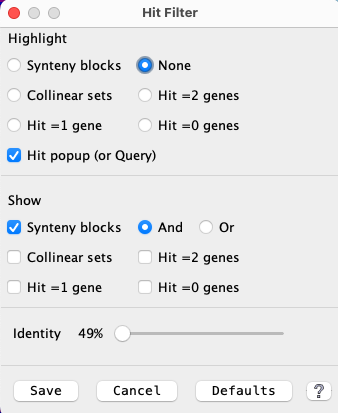 Hit Filter
Highlight
Synteny blocks None
Collinear sets Hit =2 genes
Hit =1 gene Hit =0 genes
Hit popup (or Query)
Show
Synteny blocks And Or
Collinear sets Hit =2 genes
Hit =1 gene Hit =0 genes
Identity 49%
Save Cancel Defaults ?